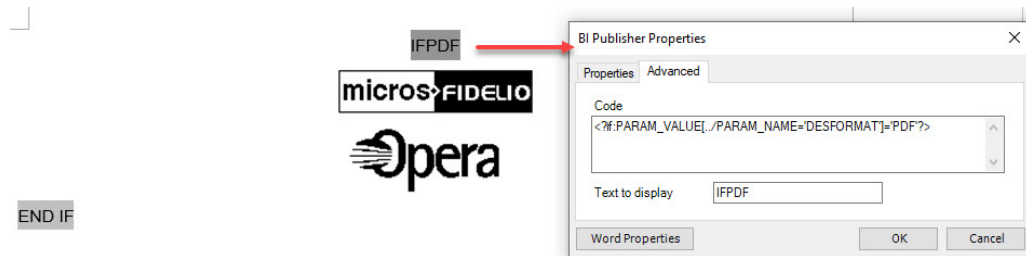 IFPDF
micros FIDELIO
Opera
END IF
BI Publisher Properties
Properties Advanced
Code
<?if:PARAM_VALUE[../PARAM_NAME='DESFORMAT']='PDF'?>
Text to display IFPDF
Word Properties OK Cancel